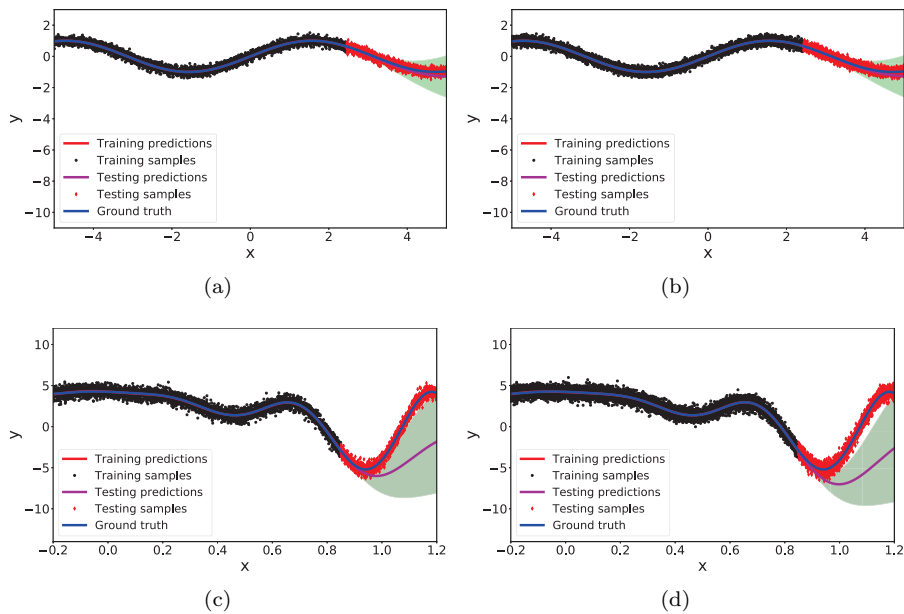 2
0
−2
−4
−6
−8
−10
y
Training predictions
Training samples
Testing predictions
Testing samples
Ground truth
−4 −2 0 2 4
x
(a)
2
0
−2
−4
−6
−8
−10
y
Training predictions
Training samples
Testing predictions
Testing samples
Ground truth
−4 −2 0 2 4
x
(b)
10
5
0
−5
−10
y
Training predictions
Training samples
Testing predictions
Testing samples
Ground truth
−0.2 0.0 0.2 0.4 0.6 0.8 1.0 1.2
x
(c)
10
5
0
−5
−10
y
Training predictions
Training samples
Testing predictions
Testing samples
Ground truth
−0.2 0.0 0.2 0.4 0.6 0.8 1.0 1.2
x
(d)